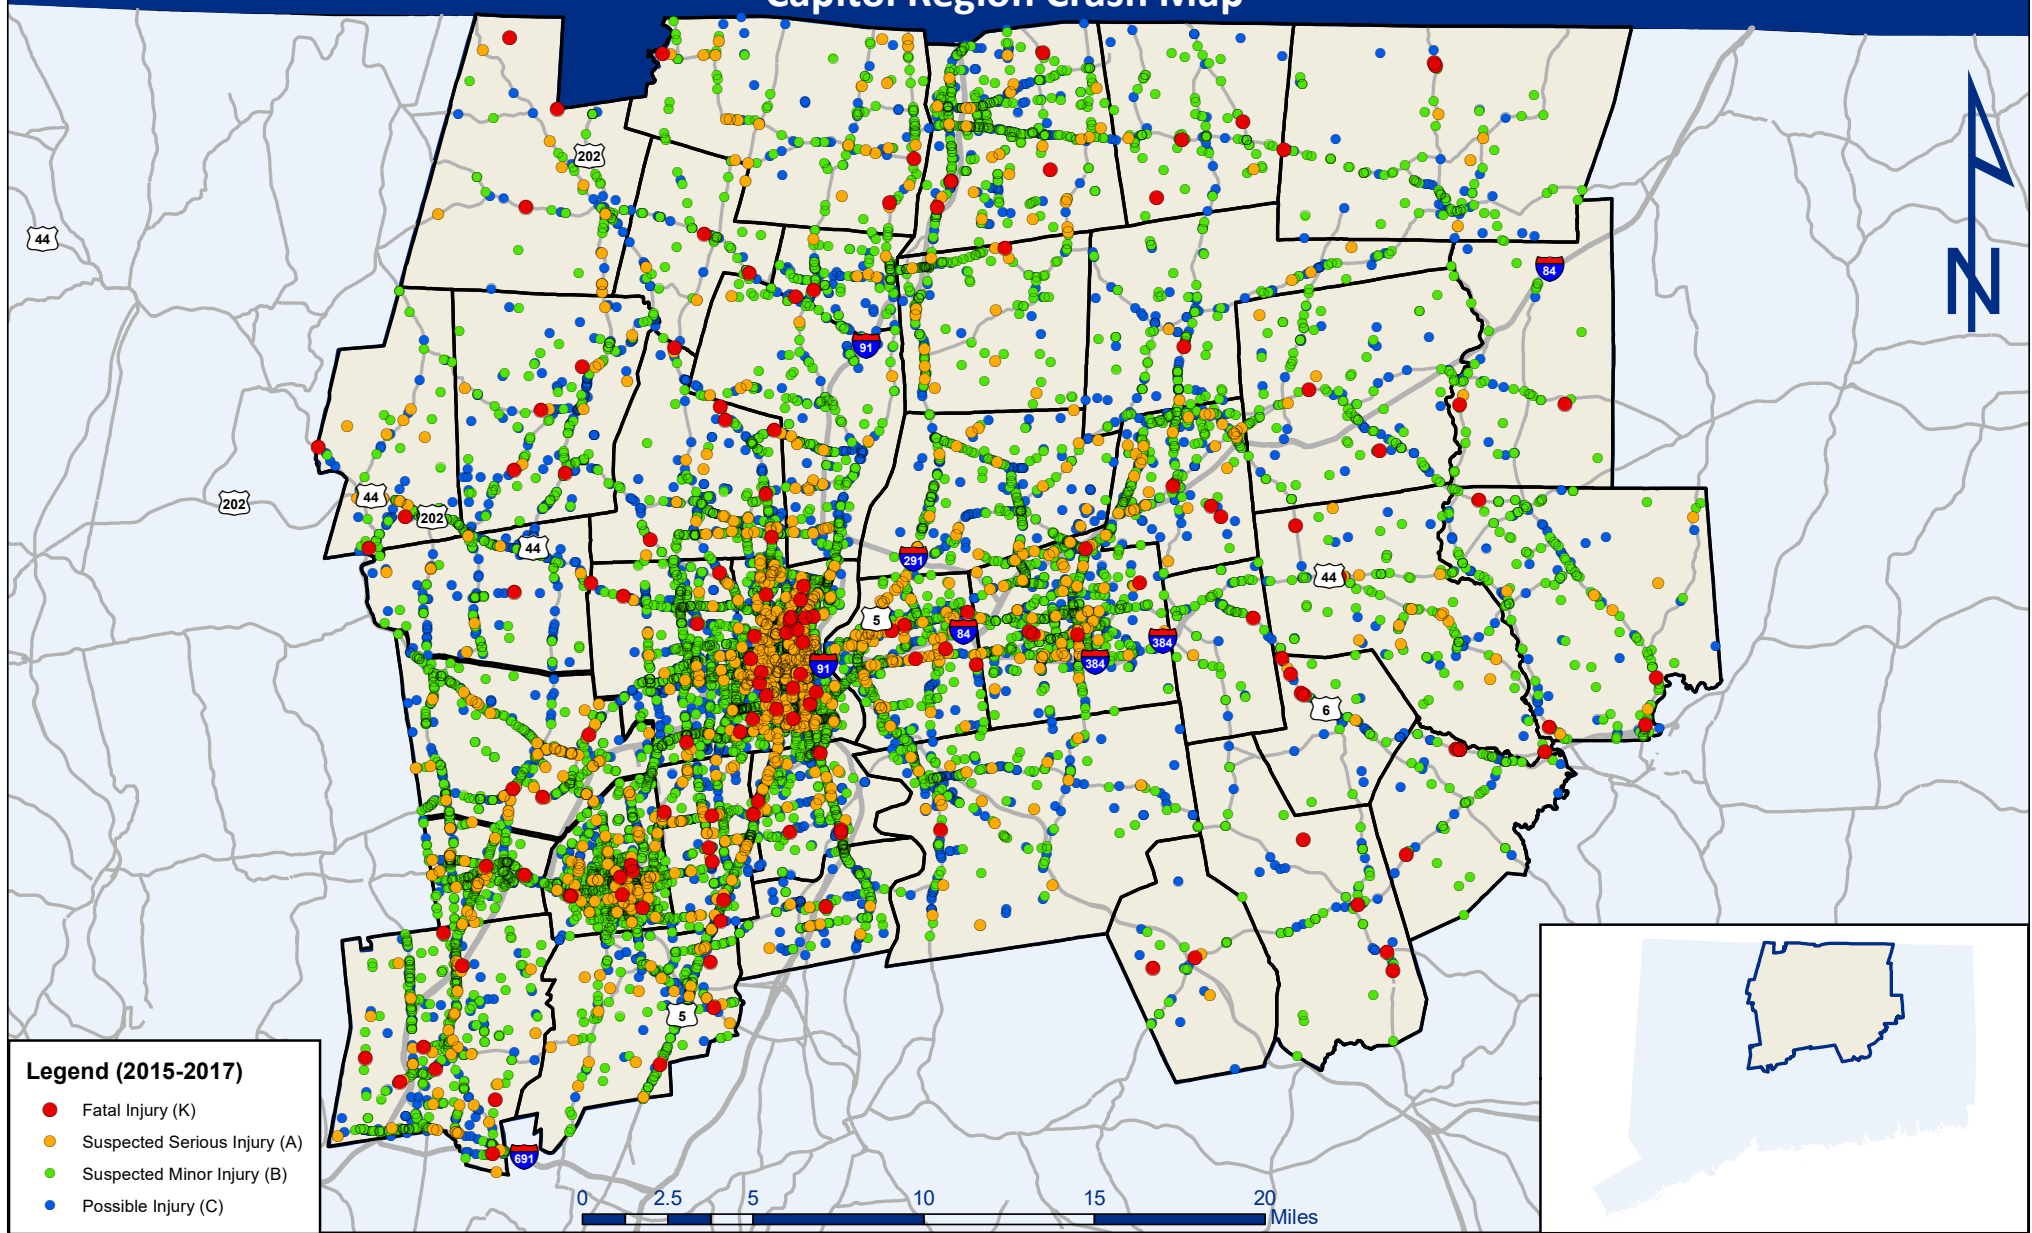 Capitol Region Crash Map
202
44
84
91
44
202
202
44
291
44
5
84
384
91
384
6
5
N
Legend (2015-2017)
Fatal Injury (K)
Suspected Serious Injury (A)
Suspected Minor Injury (B)
Possible Injury (C)
691
0 2.5 5 10 15 20
Miles